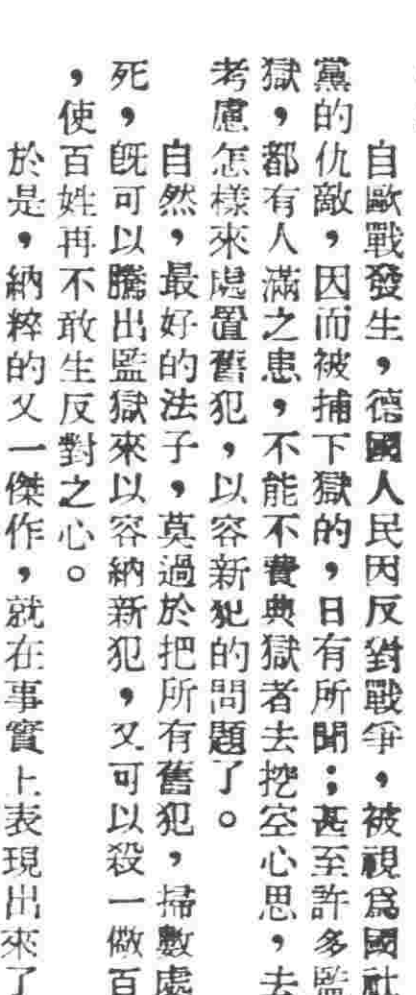 自歐戰發生，德國人民因反對戰爭，被視爲國社
黨的仇敵，因而被捕下獄的，日有所聞；甚至許多監
獄，都有人滿之患，不能不費典獄者去挖空心思，去
考慮怎樣來處置舊犯，以容新犯的問題了。
自然，最好的法子，莫過於把所有舊犯，掃數處
死，旣可以騰出監獄來以容納新犯，又可以殺一儆百
，使百姓再不敢生反對之心。
於是，納粹的又一傑作，就在事實上表現出來了